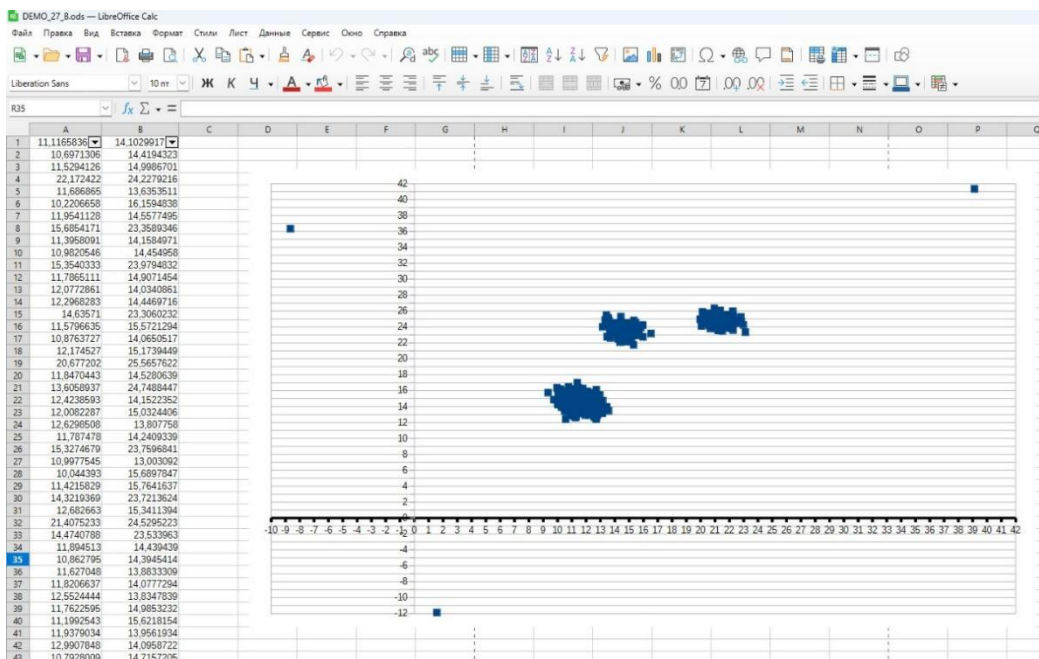 DEMO_27_B.ods — LibreOffice Calc
Файл Правка Вид Вставка Формат Стили Лист Данные Сервис Окно Справка
Liberation Sans 10 пт Ж К Ч
R35
A B C D E F G H I J K L M N O P Q
1 11,1165836 14,1029917
2 10,6971306 14,4194323
3 11,5294126 14,9986701
4 22,172422 24,2279216
5 11,686865 13,6353511
6 10,2206658 16,1594838
7 11,9541128 14,5577495
8 15,6854171 23,3589346
9 11,3958091 14,1584971
10 10,9820546 14,454958
11 15,3540333 23,9794832
12 11,7865111 14,9071454
13 12,0772861 14,0340861
14 12,2968283 14,4469716
15 14,63571 23,3060232
16 11,5796635 15,5721294
17 10,8763727 14,0650517
18 12,174527 15,1739449
19 20,677202 25,5657622
20 11,8470443 14,5280639
21 13,6058937 24,7488447
22 12,4238593 14,1522352
23 12,0082287 15,0324406
24 12,6298508 13,807758
25 11,787478 14,2409339
26 15,3274679 23,7596841
27 10,9977545 13,003092
28 10,044393 15,6897847
29 11,4215829 15,7641637
30 14,3219369 23,7213624
31 12,682663 15,3411394
32 21,4075233 24,5295223
33 14,4740788 23,533963
34 11,894513 14,439439
35 10,862795 14,3945414
36 11,627048 13,8833309
37 11,8206637 14,0777294
38 12,5524444 13,8347839
39 11,7622595 14,9853232
40 11,1992543 15,6218154
41 11,9379034 13,9561934
42 12,9907848 14,0958722
43 10,7928009 14,7157205
42
40
38
36
34
32
30
28
26
24
22
20
18
16
14
12
10
8
6
4
2
0
-10 -9 -8 -7 -6 -5 -4 -3 -2 -1 0 1 2 3 4 5 6 7 8 9 10 11 12 13 14 15 16 17 18 19 20 21 22 23 24 25 26 27 28 29 30 31 32 33 34 35 36 37 38 39 40 41 42
-2
-4
-6
-8
-10
-12